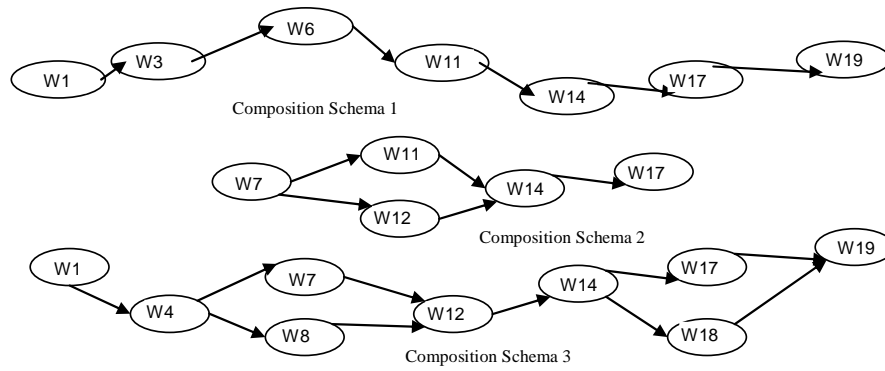 W1
W3
W6
W11
W14
W17
W19
Composition Schema 1
W7
W11
W12
W14
W17
Composition Schema 2
W1
W4
W7
W8
W12
W14
W17
W18
W19
Composition Schema 3